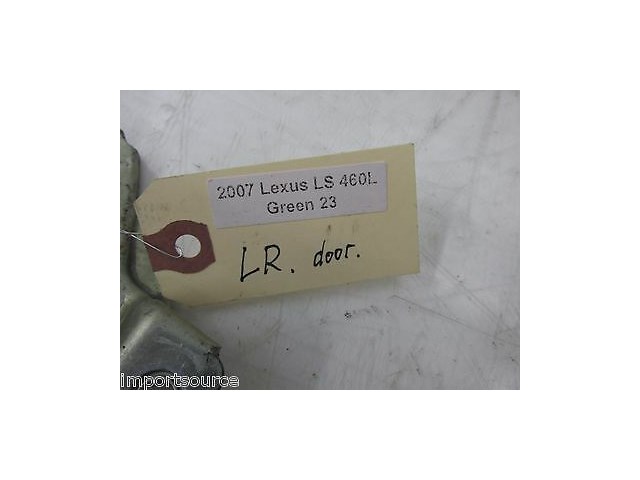 2007 Lexus LS 460L
Green 23
LR. door.
importsource